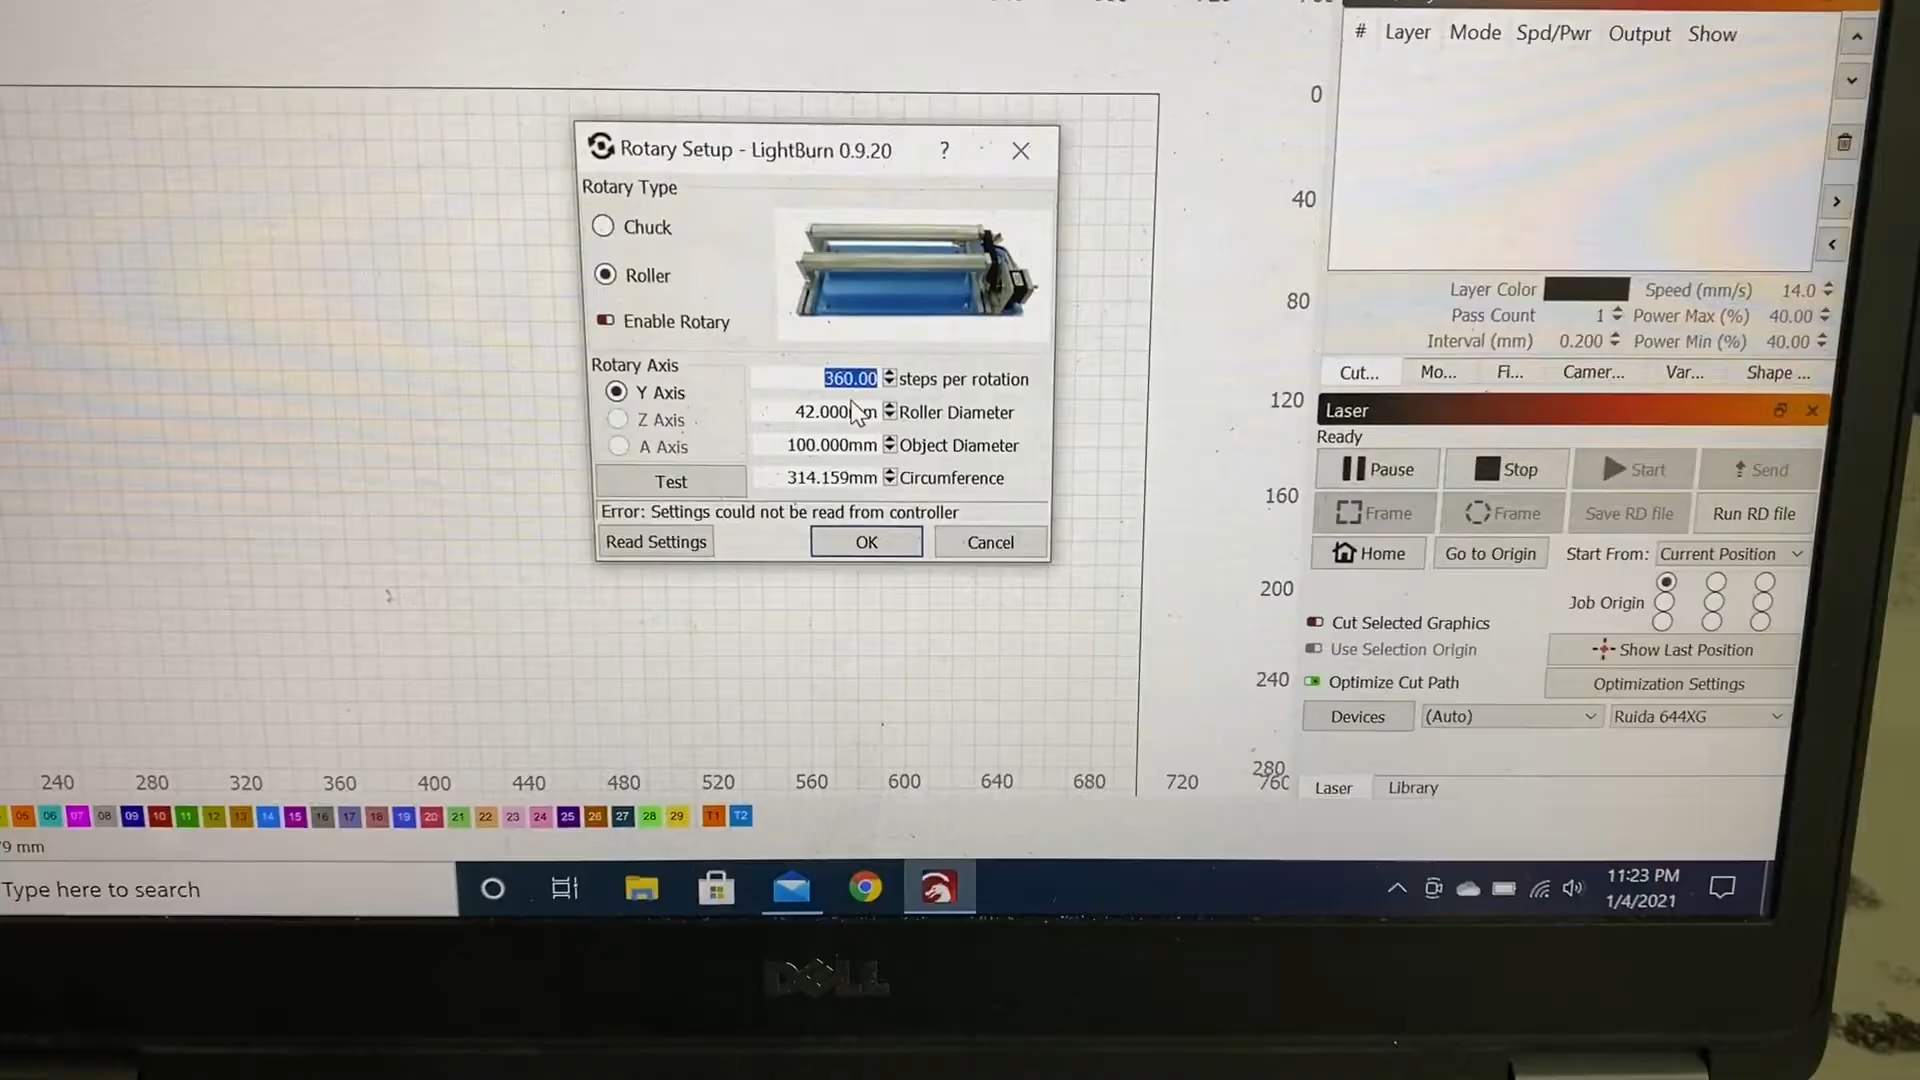 # Layer Mode Spd/Pwr Output Show
0
40
80
120
160
200
240
280
Rotary Setup - LightBurn 0.9.20 ?
Rotary Type
Chuck
Roller
Enable Rotary
Rotary Axis
Y Axis
Z Axis
A Axis
360.00 steps per rotation
42.000 Roller Diameter
100.000mm Object Diameter
314.159mm Circumference
Test
Error: Settings could not be read from controller
Read Settings OK Cancel
Layer Color Speed (mm/s) 14.0
Pass Count 1 Power Max (%) 40.00
Interval (mm) 0.200 Power Min (%) 40.00
Cut... Mo... Fi... Camer... Var... Shape ...
Laser
Ready
Pause Stop Start Send
Frame Frame Save RD file Run RD file
Home Go to Origin Start From: Current Position
Job Origin
Cut Selected Graphics
Use Selection Origin Show Last Position
Optimize Cut Path Optimization Settings
Devices (Auto) Ruida 644XG
Laser Library
240 280 320 360 400 440 480 520 560 600 640 680 720 760
05 06 07 08 09 10 11 12 13 14 15 16 17 18 19 20 21 22 23 24 25 26 27 28 29 T1 T2
9 mm
Type here to search
11:23 PM
1/4/2021
DELL